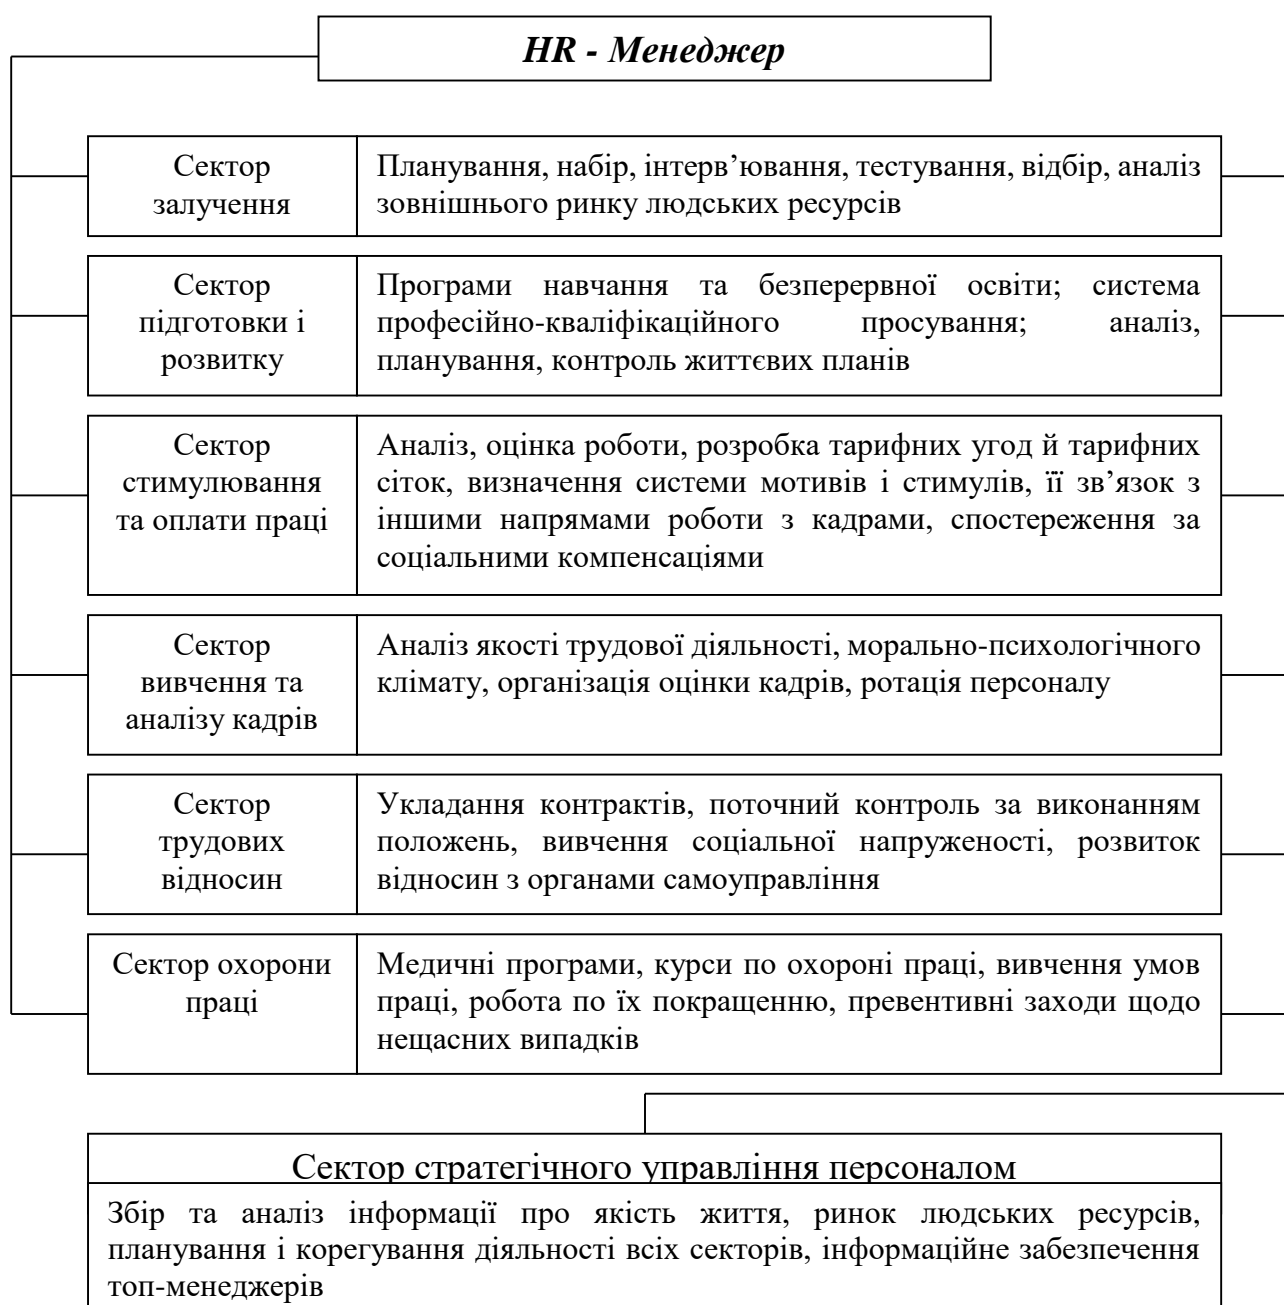 HR - Менеджер
Сектор
залучення
Планування, набір, інтерв’ювання, тестування, відбір, аналіз
зовнішнього ринку людських ресурсів
Сектор
підготовки і
розвитку
Програми навчання та безперервної освіти; система
професійно-кваліфікаційного просування; аналіз,
планування, контроль життєвих планів
Сектор
стимулювання
та оплати праці
Аналіз, оцінка роботи, розробка тарифних угод й тарифних
сіток, визначення системи мотивів і стимулів, її зв’язок з
іншими напрямами роботи з кадрами, спостереження за
соціальними компенсаціями
Сектор
вивчення та
аналізу кадрів
Аналіз якості трудової діяльності, морально-психологічного
клімату, організація оцінки кадрів, ротація персоналу
Сектор
трудових
відносин
Укладання контрактів, поточний контроль за виконанням
положень, вивчення соціальної напруженості, розвиток
відносин з органами самоуправління
Сектор охорони
праці
Медичні програми, курси по охороні праці, вивчення умов
праці, робота по їх покращенню, превентивні заходи щодо
нещасних випадків
Сектор стратегічного управління персоналом
Збір та аналіз інформації про якість життя, ринок людських ресурсів,
планування і корегування діяльності всіх секторів, інформаційне забезпечення
топ-менеджерів